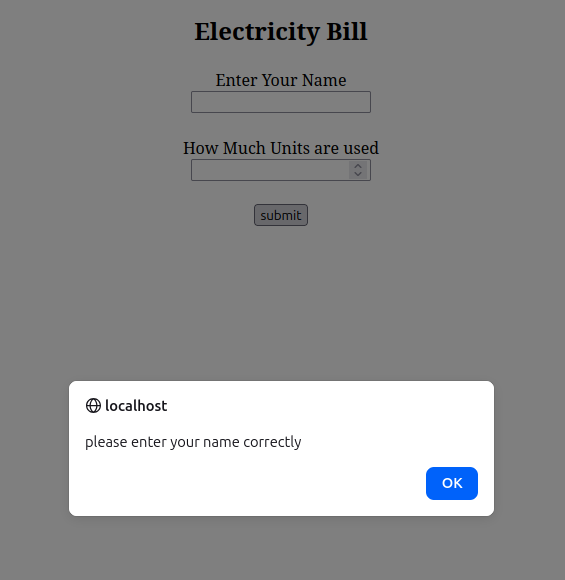 Electricity Bill
Enter Your Name
How Much Units are used
submit
localhost
please enter your name correctly
OK